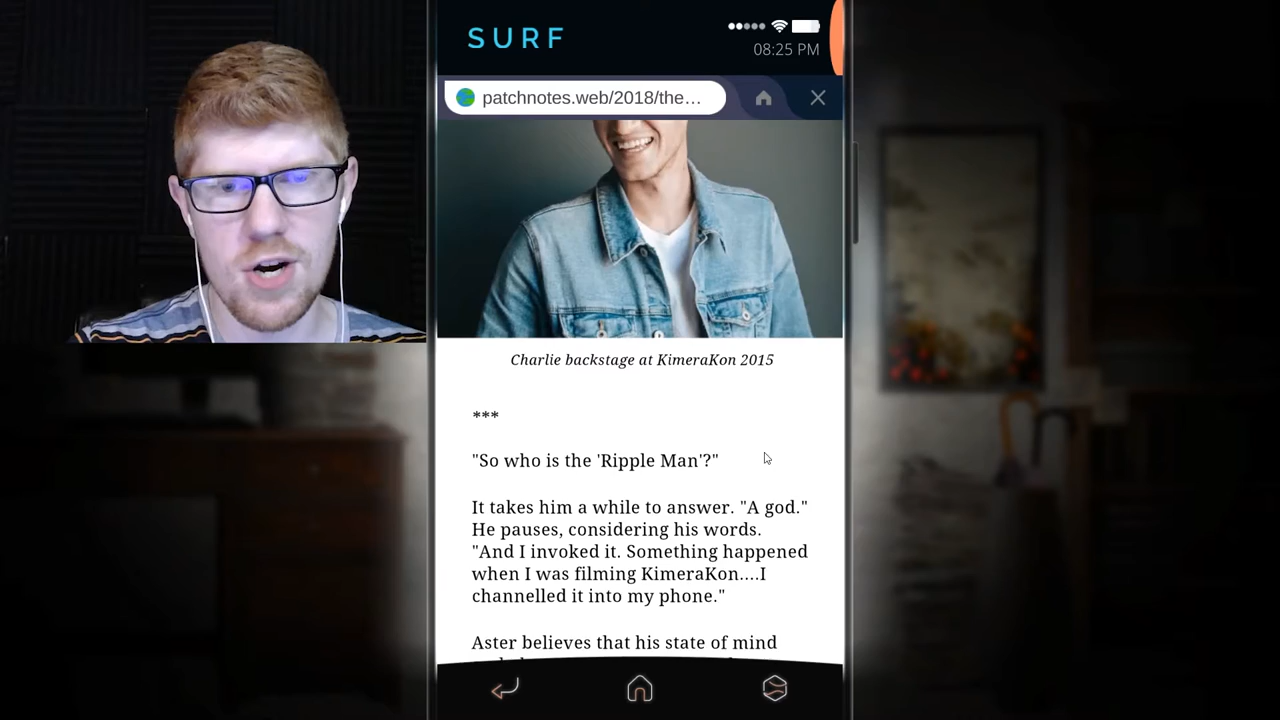 SURF
08:25 PM
patchnotes.web/2018/the...
Charlie backstage at KimeraKon 2015
***
"So who is the 'Ripple Man'?"
It takes him a while to answer. "A god."
He pauses, considering his words.
"And I invoked it. Something happened
when I was filming KimeraKon....I
channelled it into my phone."
Aster believes that his state of mind